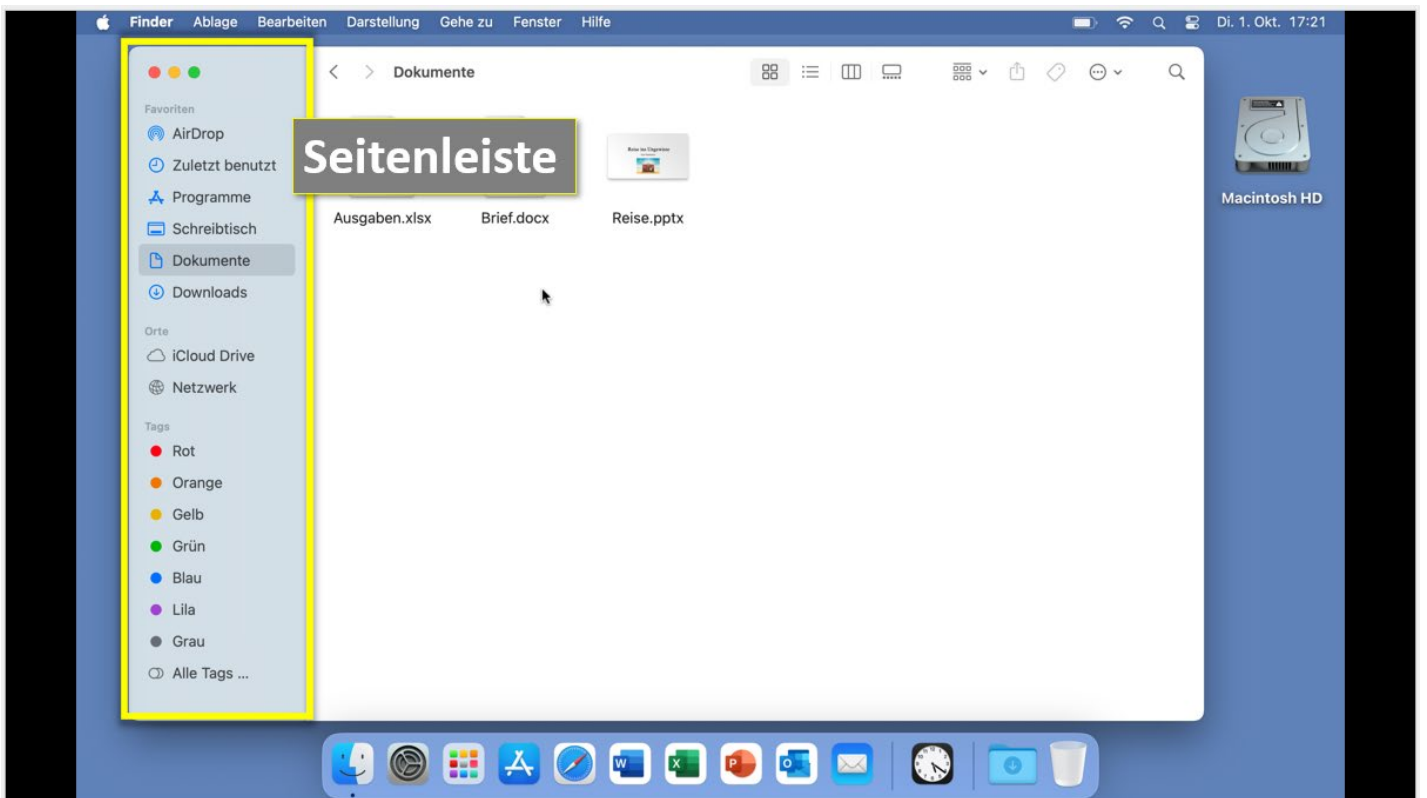 Finder Ablage Bearbeiten Darstellung Gehe zu Fenster Hilfe Di. 1. Okt. 17:21
Dokumente
Favoriten
AirDrop
Zuletzt benutzt
Programme
Schreibtisch
Dokumente
Downloads
Orte
iCloud Drive
Netzwerk
Tags
Rot
Orange
Gelb
Grün
Blau
Lila
Grau
Alle Tags ...
Seitenleiste
Ausgaben.xlsx Brief.docx Reise.pptx
Macintosh HD
W X P O